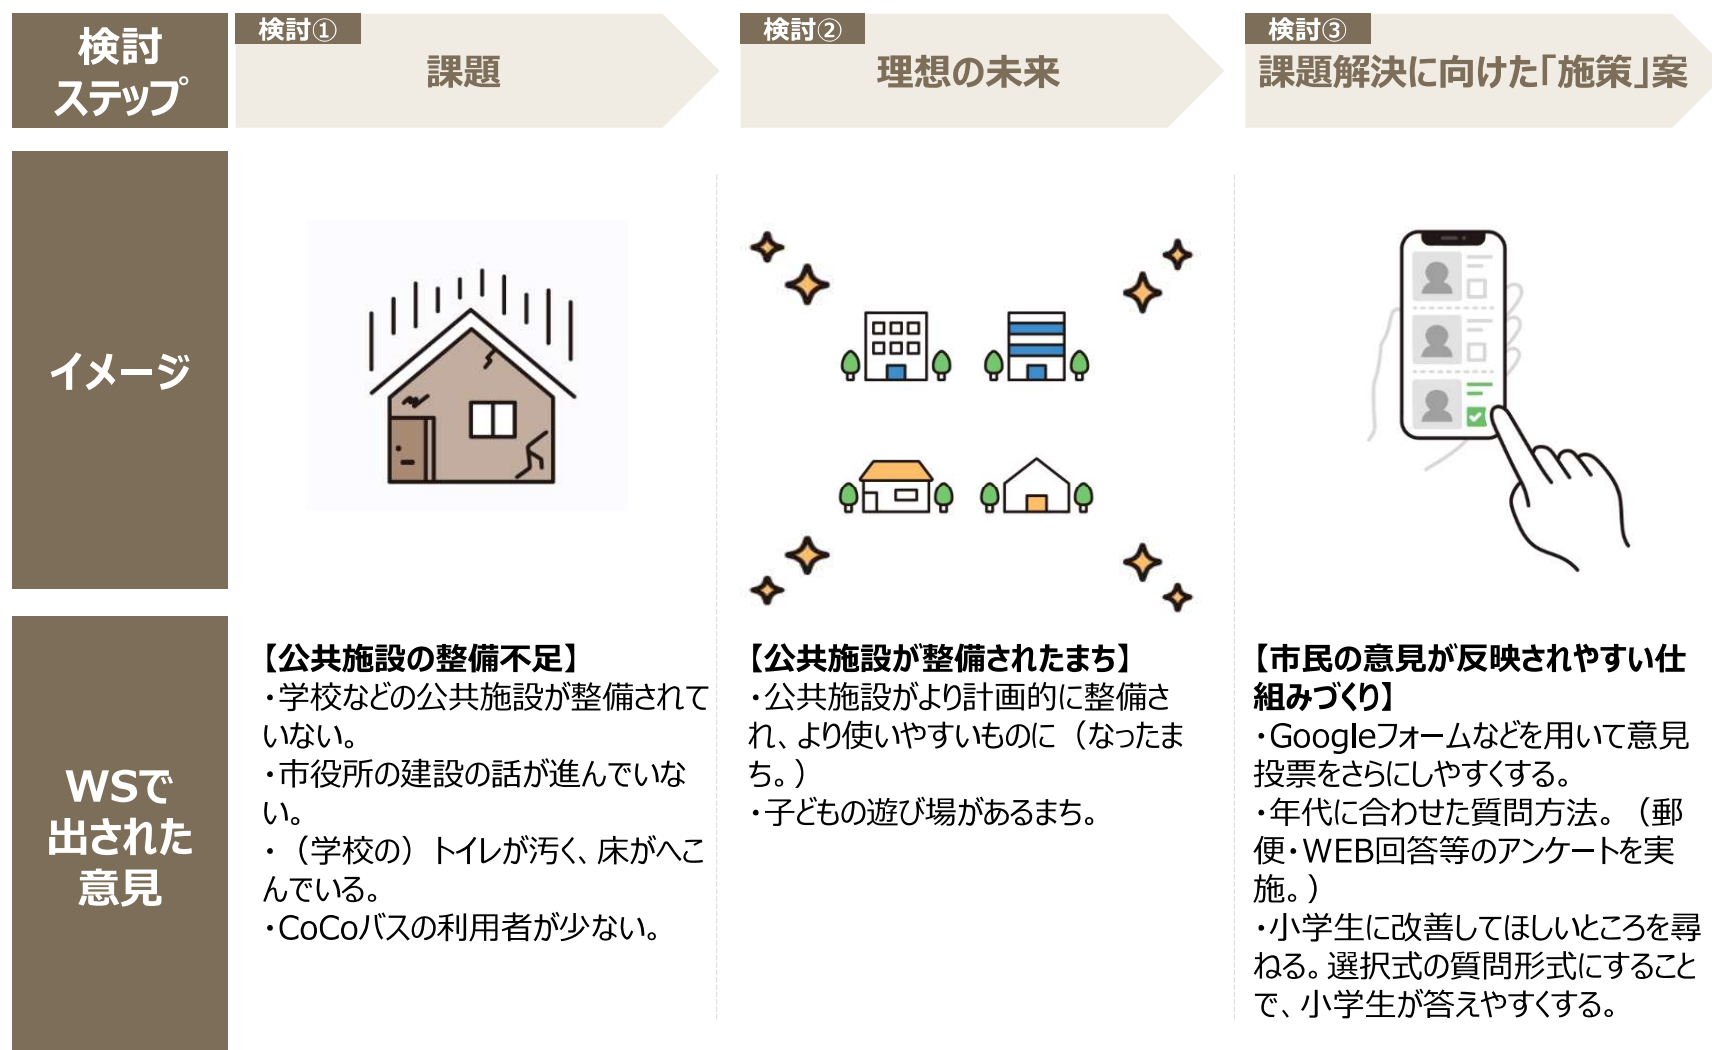 検討
ステップ
検討①
課題
検討②
理想の未来
検討③
課題解決に向けた「施策」案
イメージ
WSで
出された
意見
【公共施設の整備不足】
・学校などの公共施設が整備されて
いない。
・市役所の建設の話が進んでいな
い。
・（学校の）トイレが汚く、床がへこ
んでいる。
・CoCoバスの利用者が少ない。
【公共施設が整備されたまち】
・公共施設がより計画的に整備さ
れ、より使いやすいものに（なったま
ち。）
・子どもの遊び場があるまち。
【市民の意見が反映されやすい仕
組みづくり】
・Googleフォームなどを用いて意見
投票をさらにしやすくする。
・年代に合わせた質問方法。（郵
便・WEB回答等のアンケートを実
施。）
・小学生に改善してほしいところを尋
ねる。選択式の質問形式にすること
で、小学生が答えやすくする。